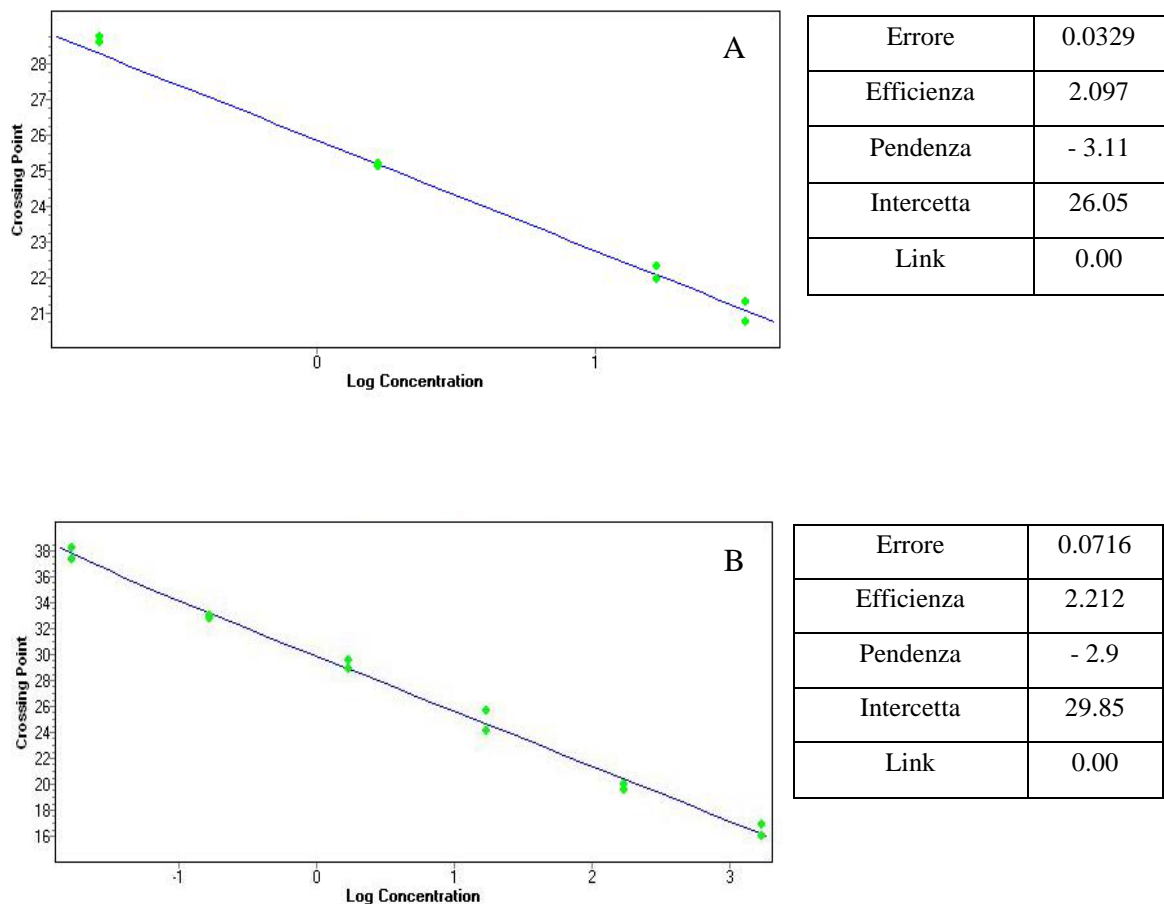 A
Crossing Point
28
27
26
25
24
23
22
21
0 1
Log Concentration
Errore 0.0329
Efficienza 2.097
Pendenza - 3.11
Intercetta 26.05
Link 0.00
B
Crossing Point
38
36
34
32
30
28
26
24
22
20
18
16
-1 0 1 2 3
Log Concentration
Errore 0.0716
Efficienza 2.212
Pendenza - 2.9
Intercetta 29.85
Link 0.00